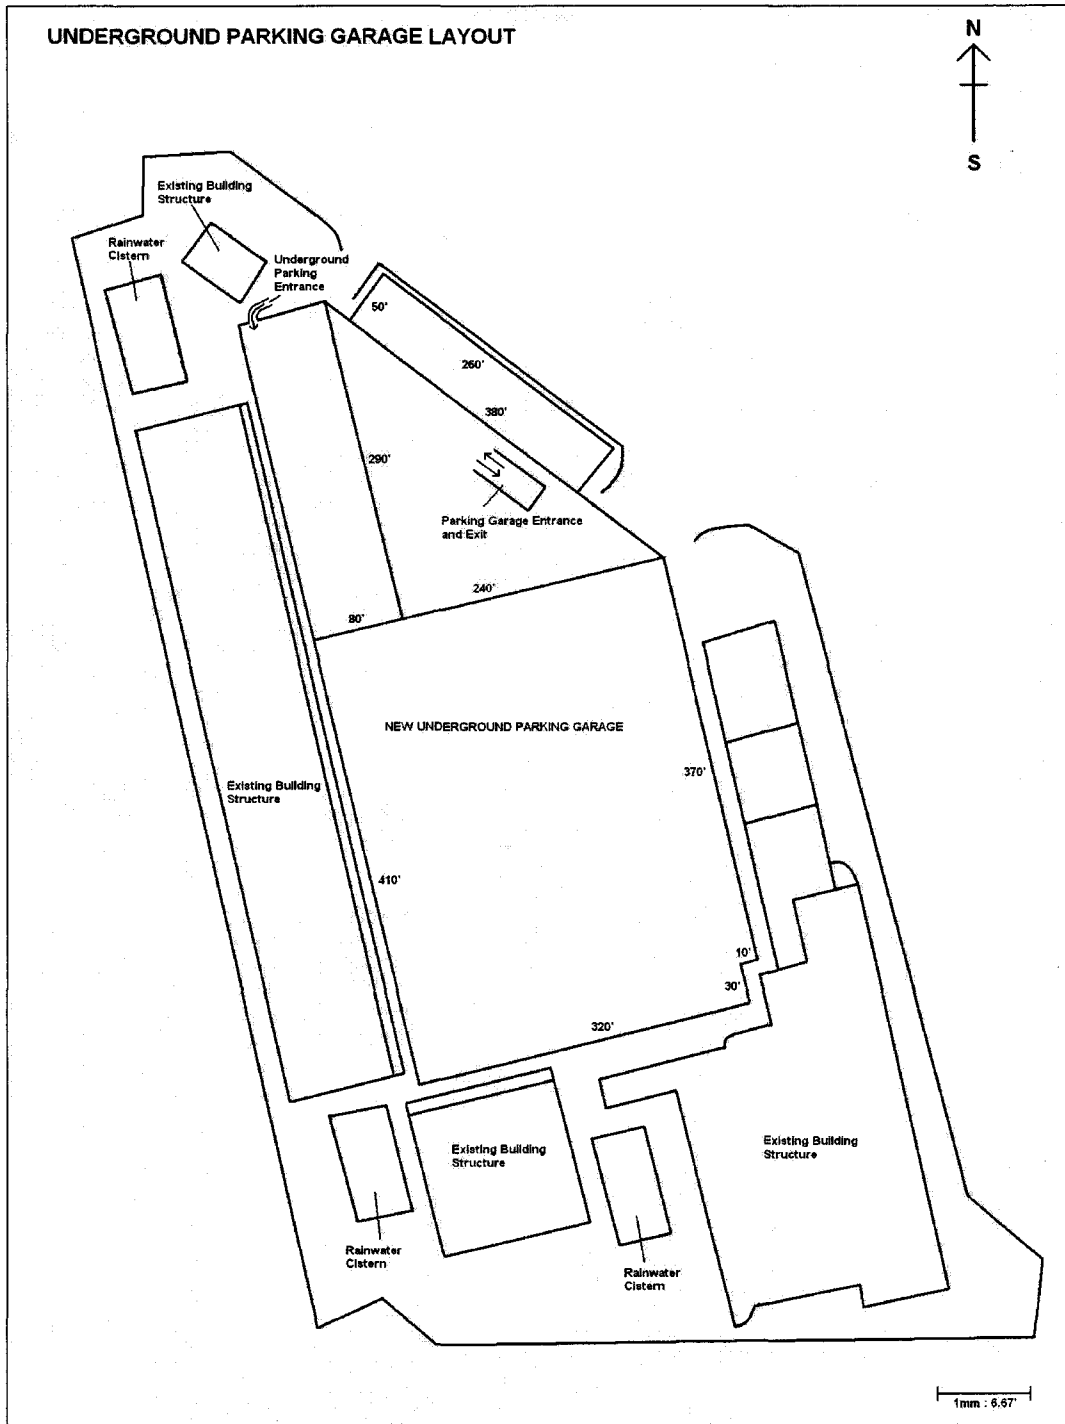 UNDERGROUND PARKING GARAGE LAYOUT
N
S
Existing Building
Structure
Rainwater
Cistern
Underground
Parking
Entrance
50'
260'
380'
290'
Parking Garage Entrance
and Exit
240'
80'
NEW UNDERGROUND PARKING GARAGE
370'
Existing Building
Structure
410'
10'
30'
320'
Existing Building
Structure
Existing Building
Structure
Rainwater
Cistern
Rainwater
Cistern
1mm : 6.67'